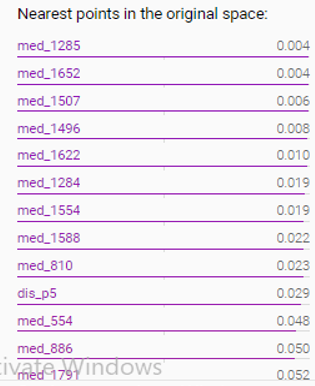 Nearest points in the original space:
med_1285 0.004
med_1652 0.004
med_1507 0.006
med_1496 0.008
med_1622 0.010
med_1284 0.019
med_1554 0.019
med_1588 0.022
med_810 0.023
dis_p5 0.029
med_554 0.048
med_886 0.050
tivate Windows
med_1791 0.052